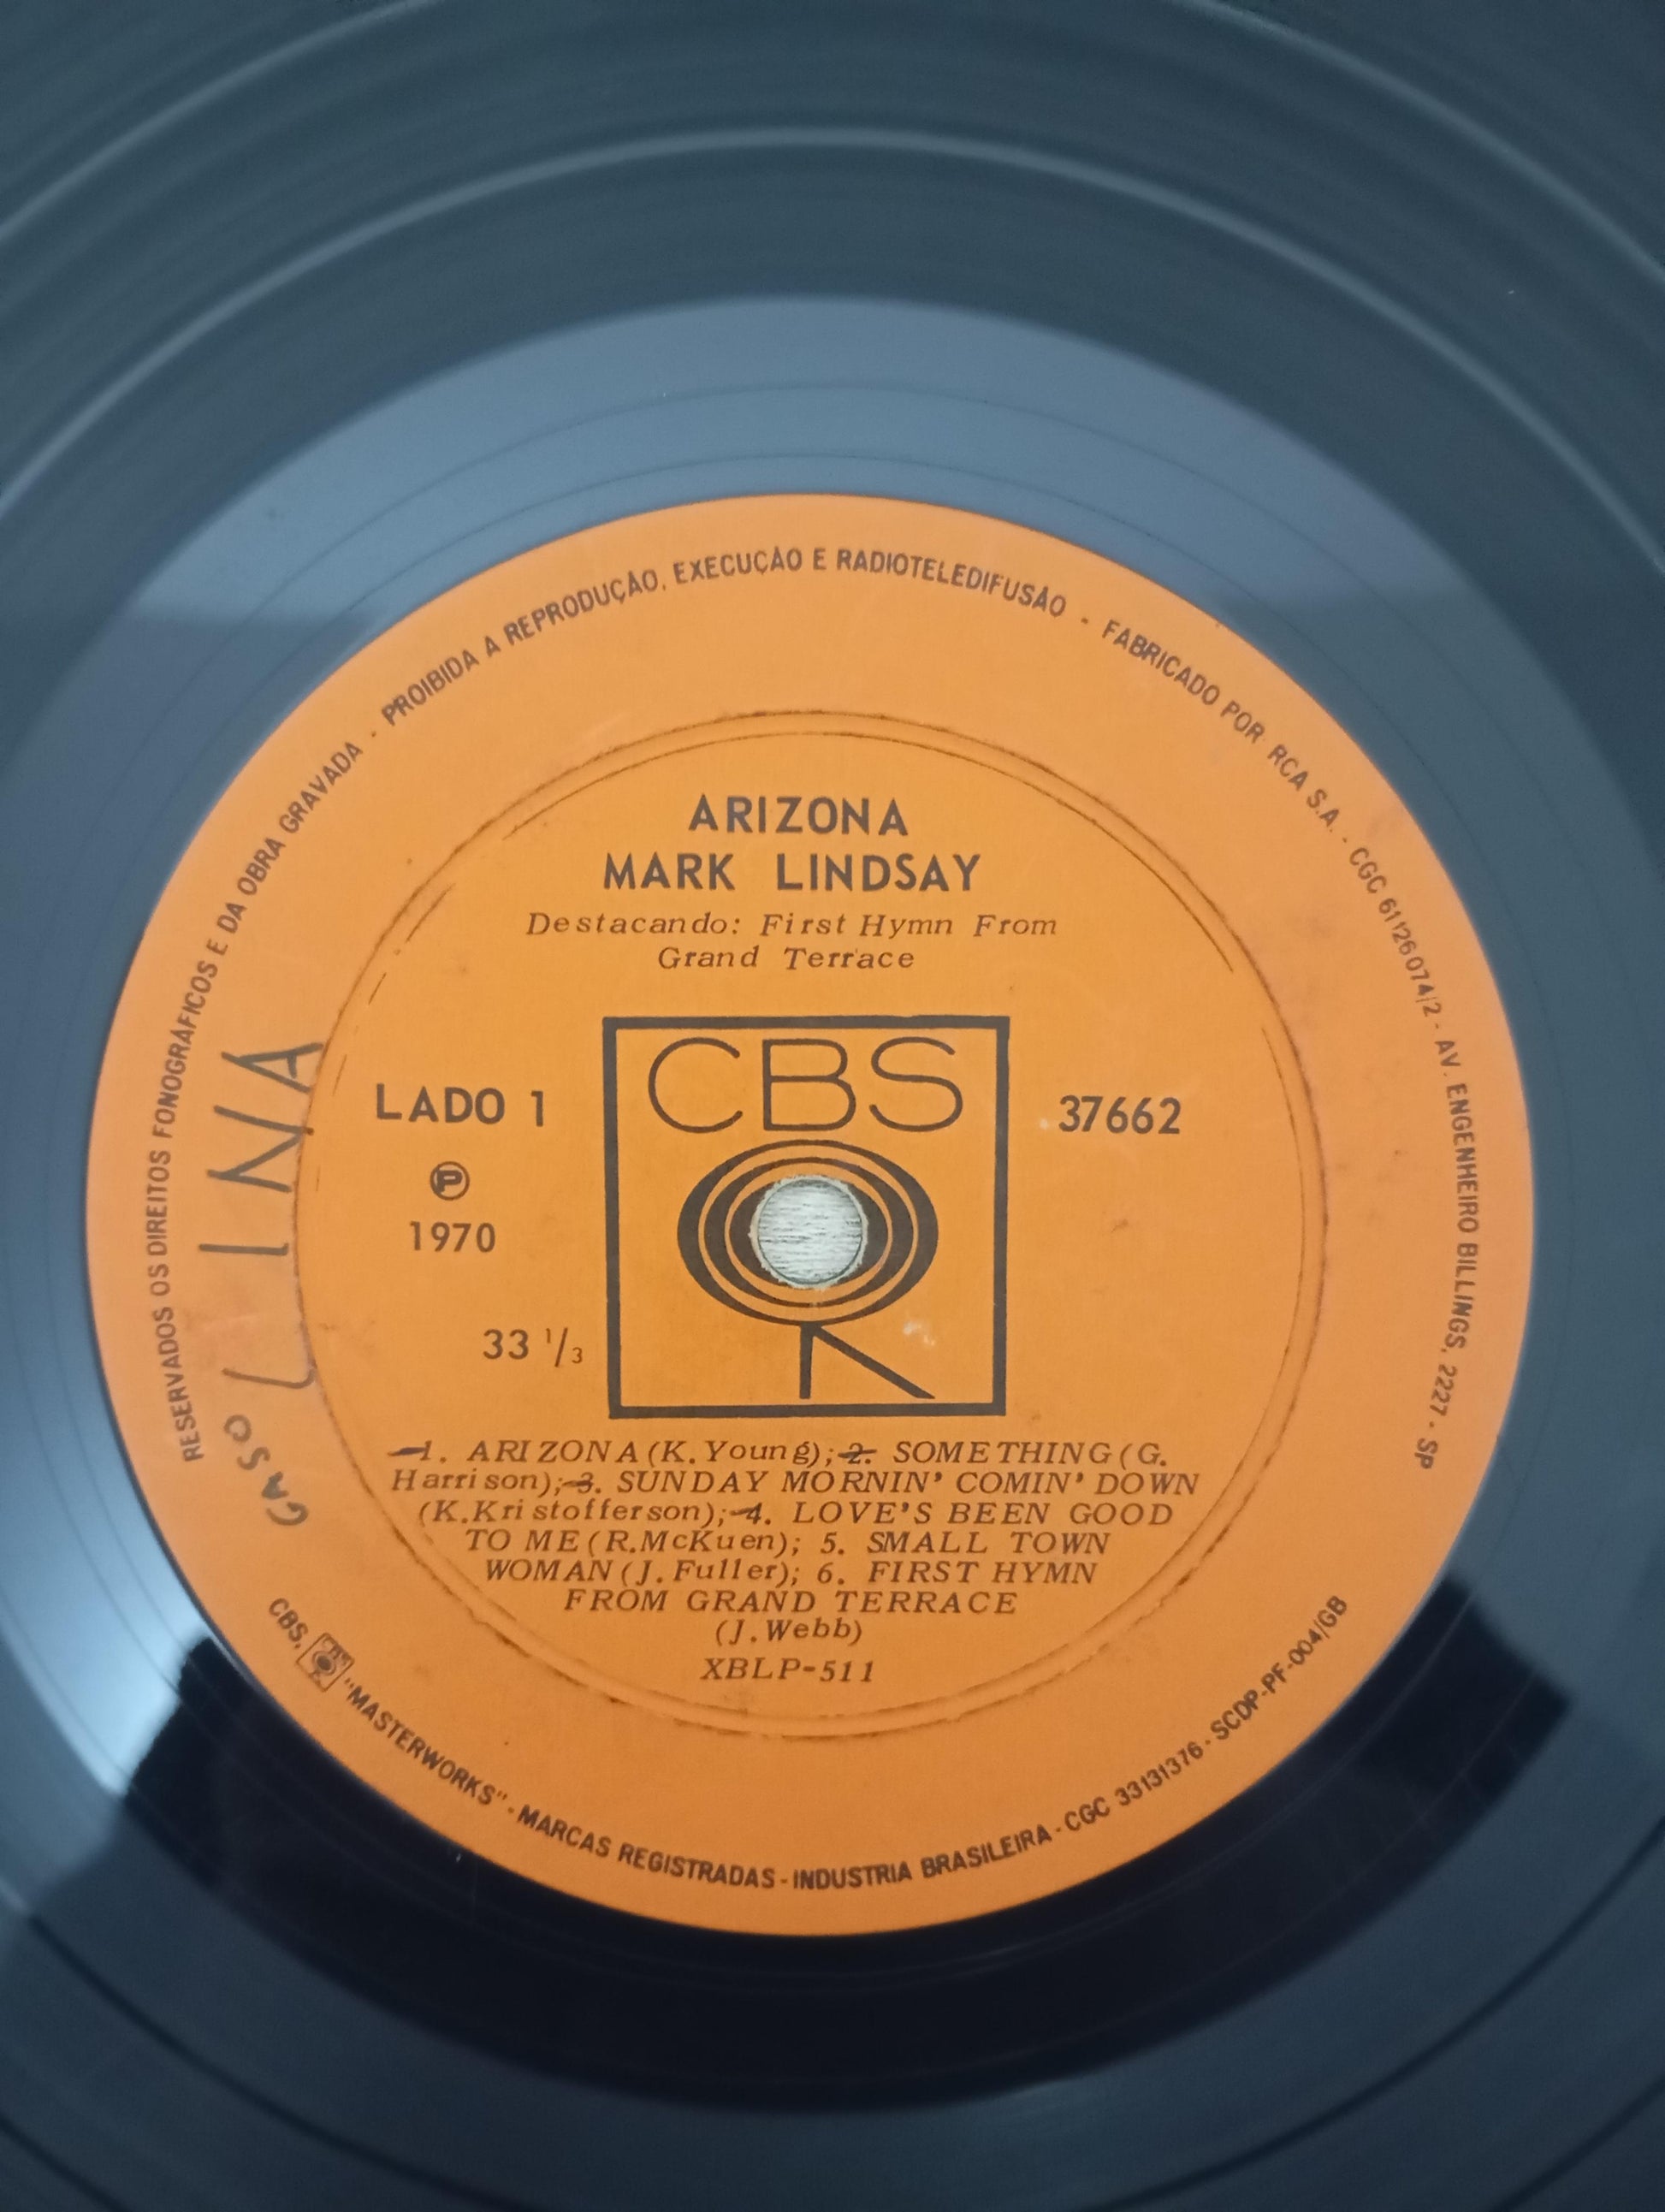 RESERVADOS OS DIREITOS FONOGRÁFICOS E DA OBRA GRAVADA - PROIBIDA A REPRODUÇÃO, EXECUÇÃO E RADIOTELEDIFUSÃO - FABRICADO POR RCA S.A. - CGC 61126074/2 - AV. ENGENHEIRO BILLINGS, 2227 - SP
ARIZONA
MARK LINDSAY
Destacando: First Hymn From
Grand Terrace
CBS
LADO 1
37662
℗
1970
33 1/3
GASOLINA
1. ARIZONA (K. Young); 2. SOMETHING (G.
Harrison); 3. SUNDAY MORNIN' COMIN' DOWN
(K.Kristofferson); 4. LOVE'S BEEN GOOD
TO ME (R.McKuen); 5. SMALL TOWN
WOMAN (J. Fuller); 6. FIRST HYMN
FROM GRAND TERRACE
(J. Webb)
XBLP-511
CBS, "MASTERWORKS" - MARCAS REGISTRADAS - INDUSTRIA BRASILEIRA - CGC 33131376 - SCDP-PF-004/GB